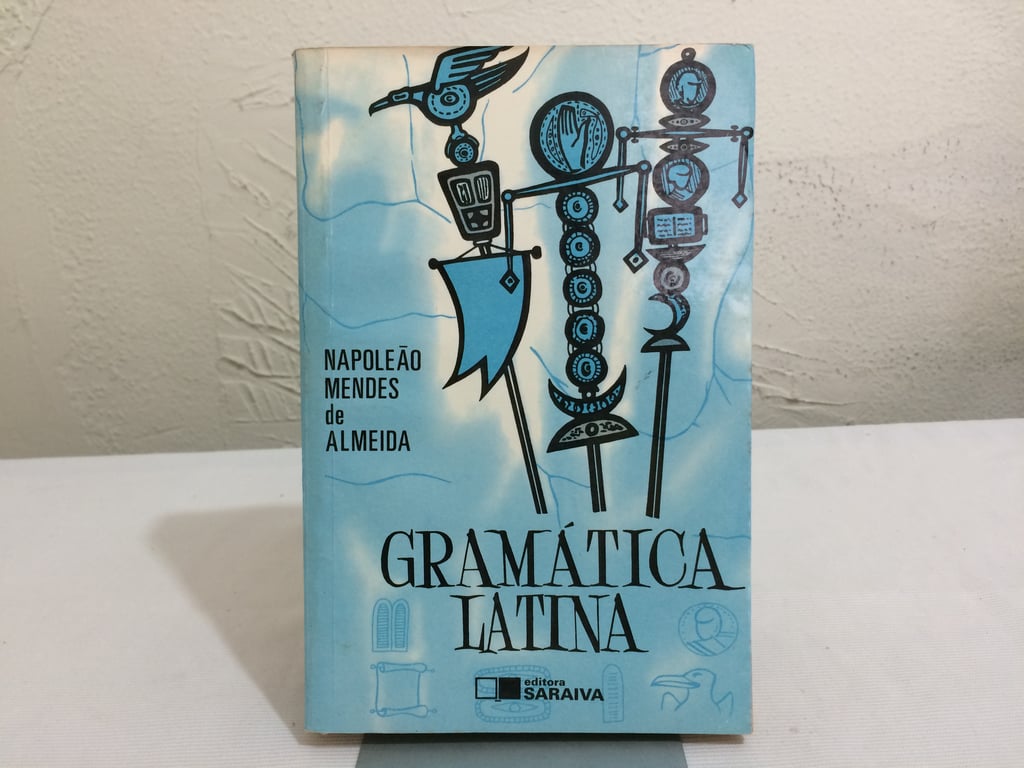 NAPOLEÃO
MENDES
de
ALMEIDA
GRAMÁTICA
LATINA
editora
SARAIVA